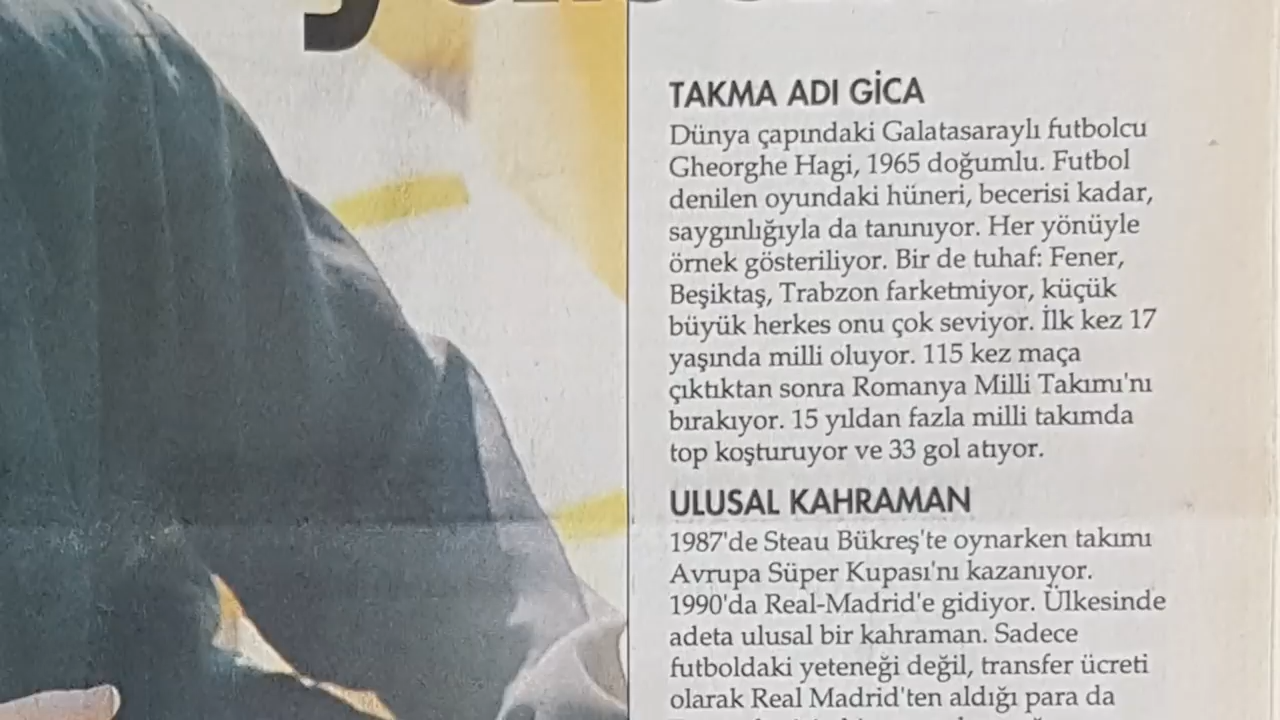 TAKMA ADI GİCA
Dünya çapındaki Galatasaraylı futbolcu
Gheorghe Hagi, 1965 doğumlu. Futbol
denilen oyundaki hüneri, becerisi kadar,
saygınlığıyla da tanınıyor. Her yönüyle
örnek gösteriliyor. Bir de tuhaf: Fener,
Beşiktaş, Trabzon farketmiyor, küçük
büyük herkes onu çok seviyor. İlk kez 17
yaşında milli oluyor. 115 kez maça
çıktıktan sonra Romanya Milli Takımı'nı
bırakıyor. 15 yıldan fazla milli takımda
top koşturuyor ve 33 gol atıyor.
ULUSAL KAHRAMAN
1987'de Steau Bükreş'te oynarken takımı
Avrupa Süper Kupası'nı kazanıyor.
1990'da Real-Madrid'e gidiyor. Ülkesinde
adeta ulusal bir kahraman. Sadece
futboldaki yeteneği değil, transfer ücreti
olarak Real Madrid'ten aldığı para da